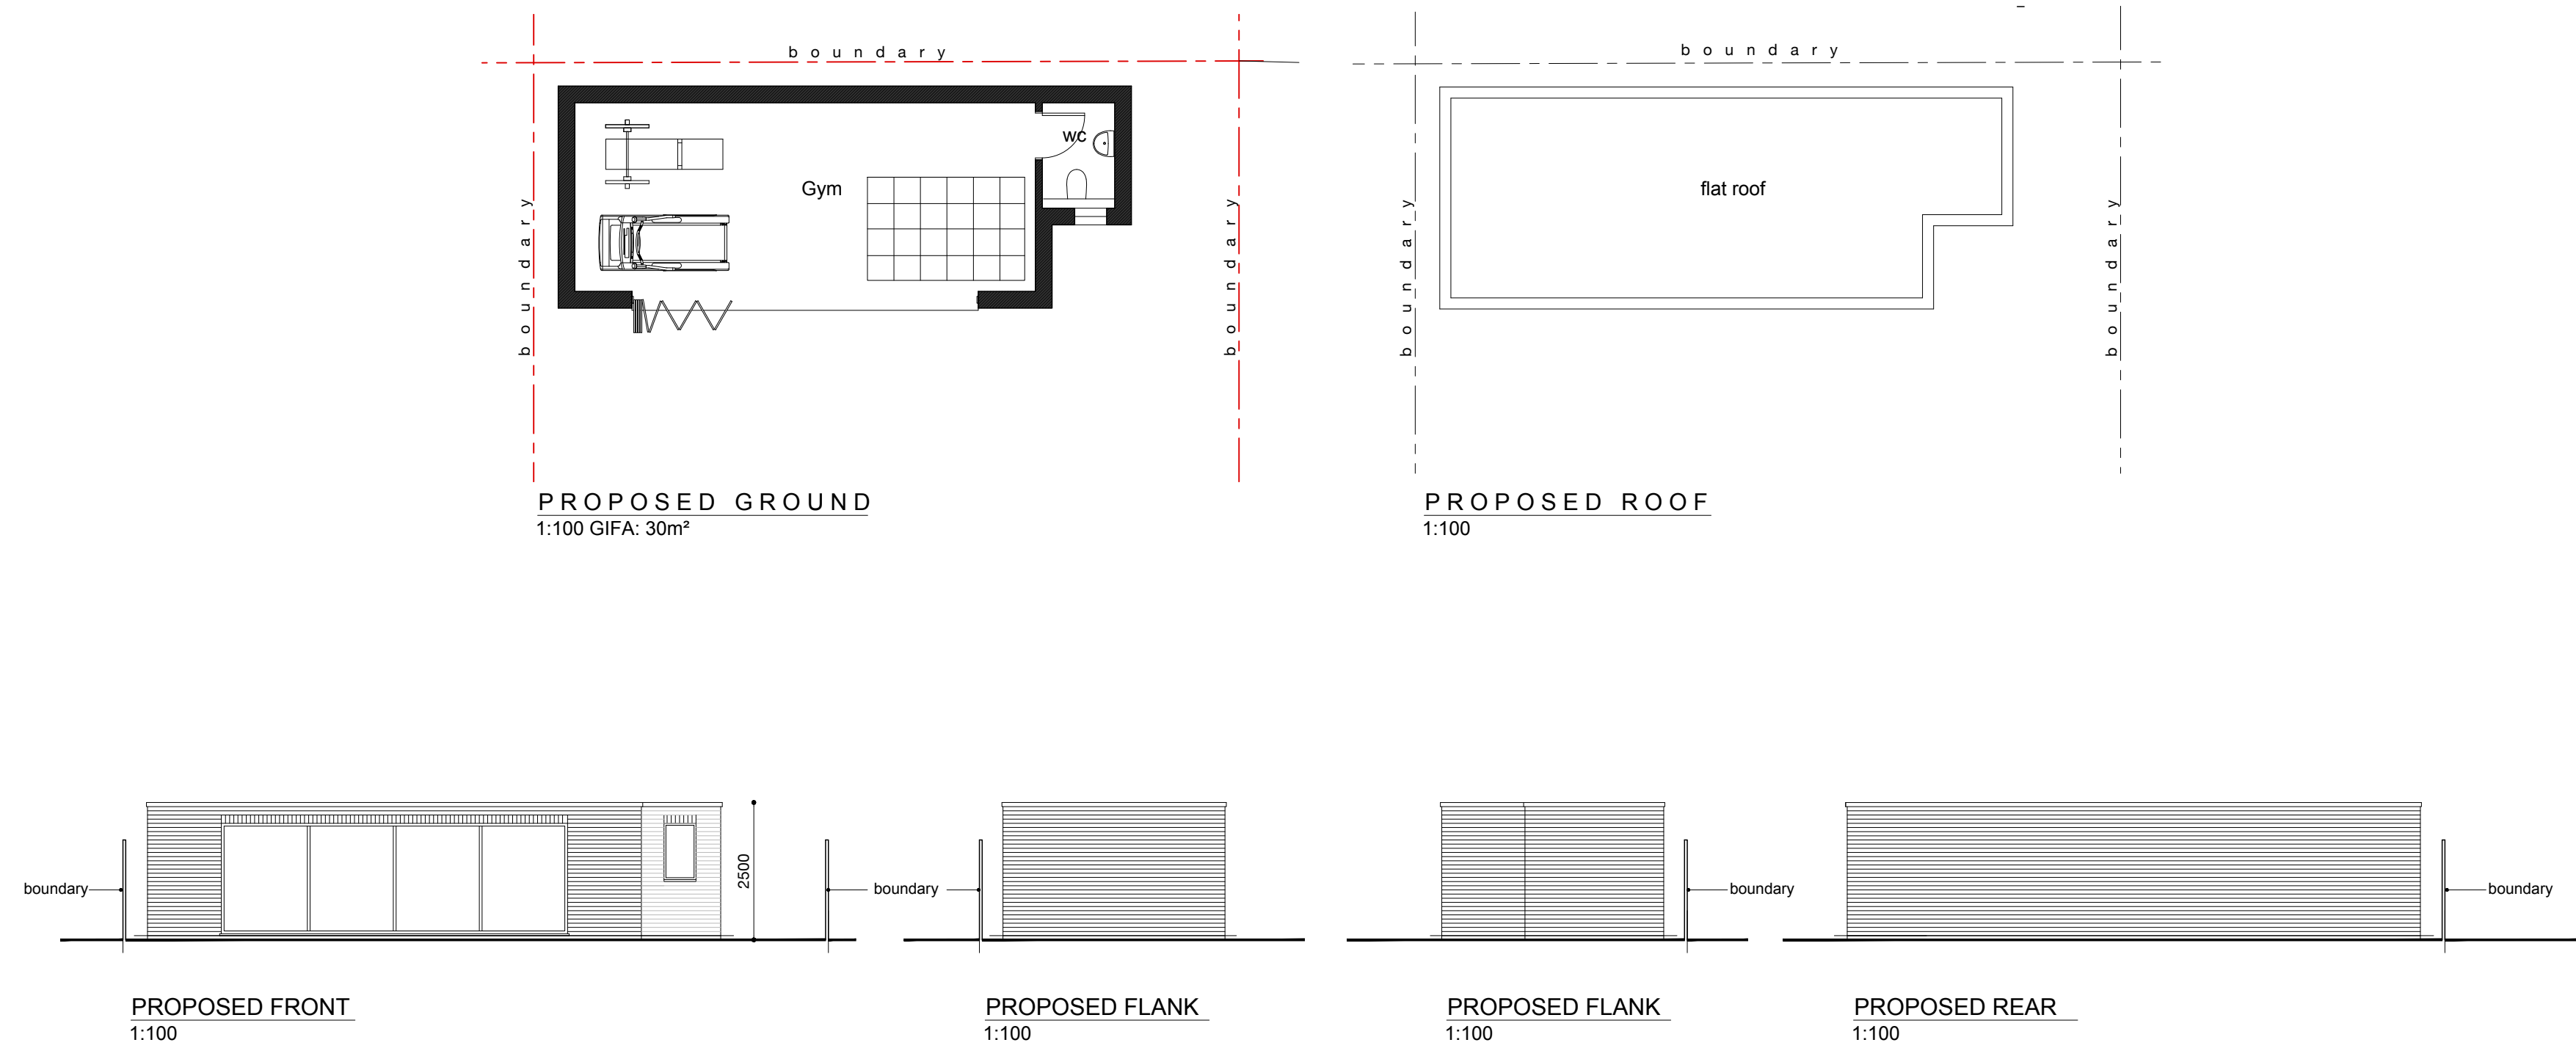 boundary
boundary
wc
Gym
flat roof
boundary
boundary
boundary
boundary
PROPOSED GROUND
1:100 GIFA: 30m²
PROPOSED ROOF
1:100
2500
boundary
boundary
boundary
boundary
PROPOSED FRONT
1:100
PROPOSED FLANK
1:100
PROPOSED FLANK
1:100
PROPOSED REAR
1:100